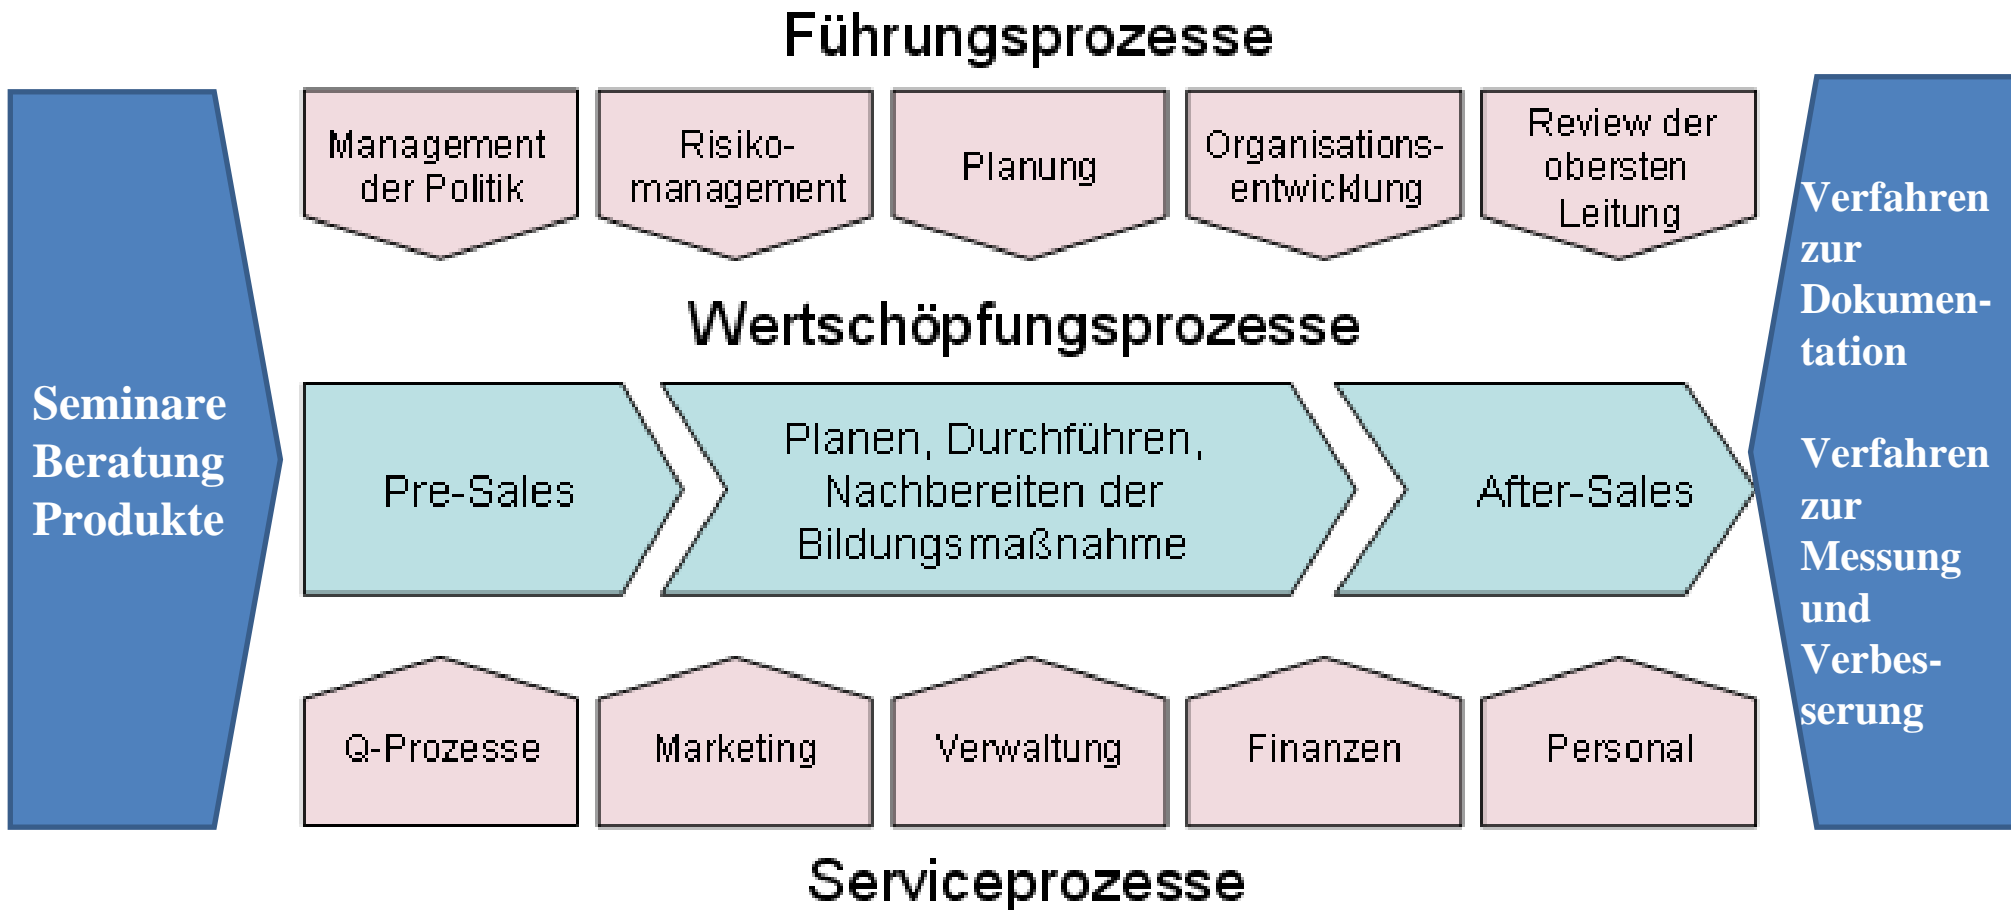 Führungsprozesse
Management
der Politik
Risiko-
management
Planung
Organisations-
entwicklung
Review der
obersten
Leitung
Wertschöpfungsprozesse
Seminare
Beratung
Produkte
Pre-Sales
Planen, Durchführen,
Nachbereiten der
Bildungsmaßnahme
After-Sales
Verfahren
zur
Dokumen-
tation
Verfahren
zur
Messung
und
Verbes-
serung
Q-Prozesse
Marketing
Verwaltung
Finanzen
Personal
Serviceprozesse